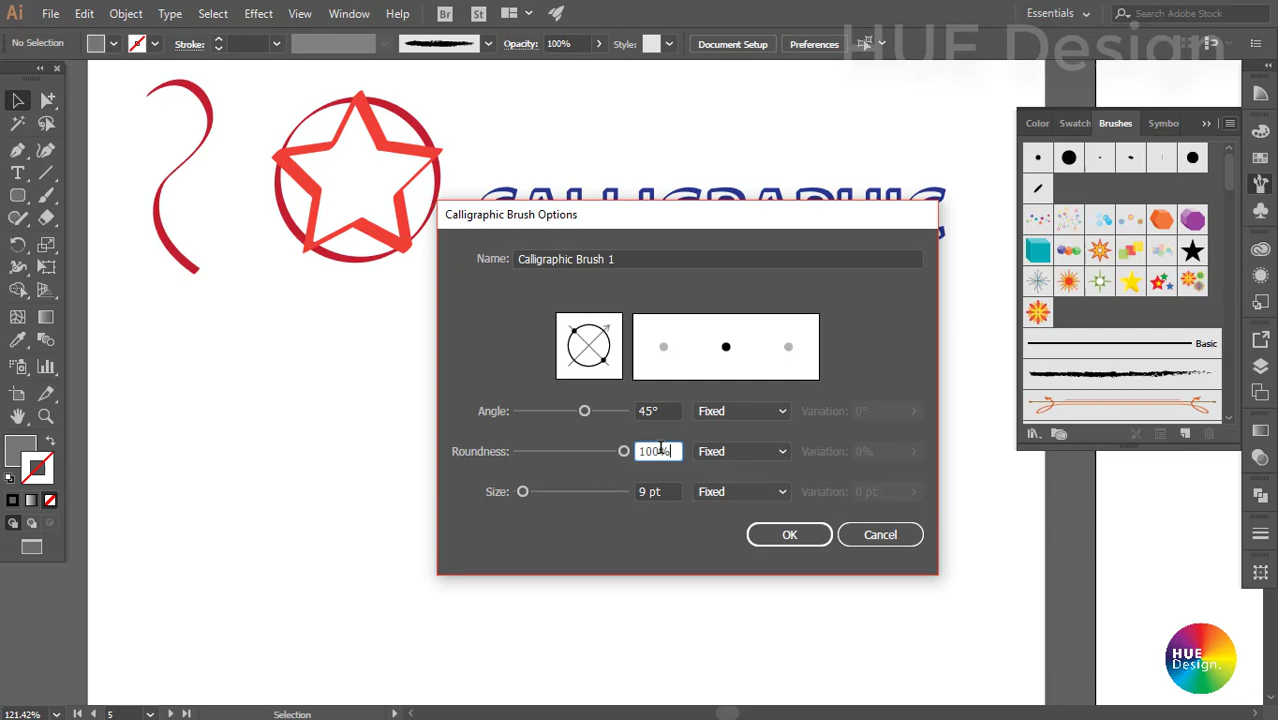 Ai File Edit Object Type Select Effect View Window Help Br St Essentials Search Adobe Stock
No Selection Stroke: Opacity: 100% Style: Document Setup Preferences
HUE Design
Color Swatch Brushes Symbo
CALLIGRAPHIC
Calligraphic Brush Options
Name: Calligraphic Brush 1
Basic
Angle: 45° Fixed Variation: 0°
Roundness: 100% Fixed Variation: 0%
Size: 9 pt Fixed Variation: 0 pt
OK Cancel
HUE
Design.
121.42% 5 Selection